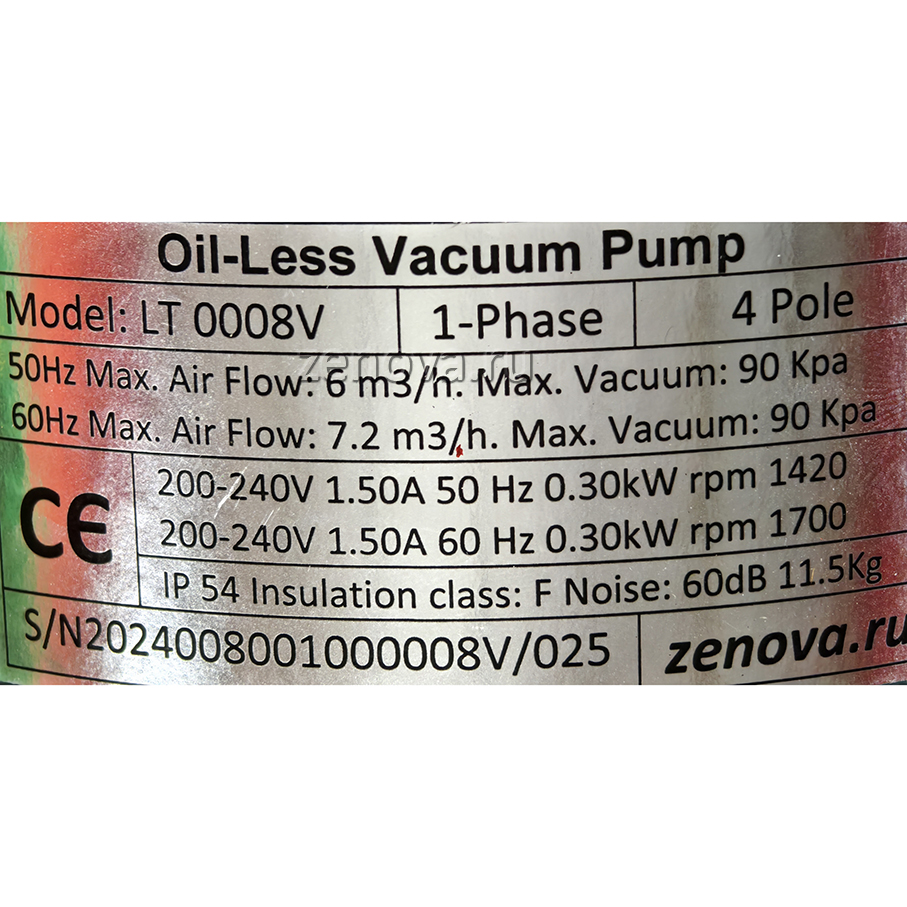 Oil-Less Vacuum Pump
Model: LT 0008V 1-Phase 4 Pole
50Hz Max. Air Flow: 6 m3/h. Max. Vacuum: 90 Kpa
zenova.ru
60Hz Max. Air Flow: 7.2 m3/h. Max. Vacuum: 90 Kpa
CE
200-240V 1.50A 50 Hz 0.30kW rpm 1420
200-240V 1.50A 60 Hz 0.30kW rpm 1700
IP 54 Insulation class: F Noise: 60dB 11.5Kg
S/N2024008001000008V/025 zenova.ru